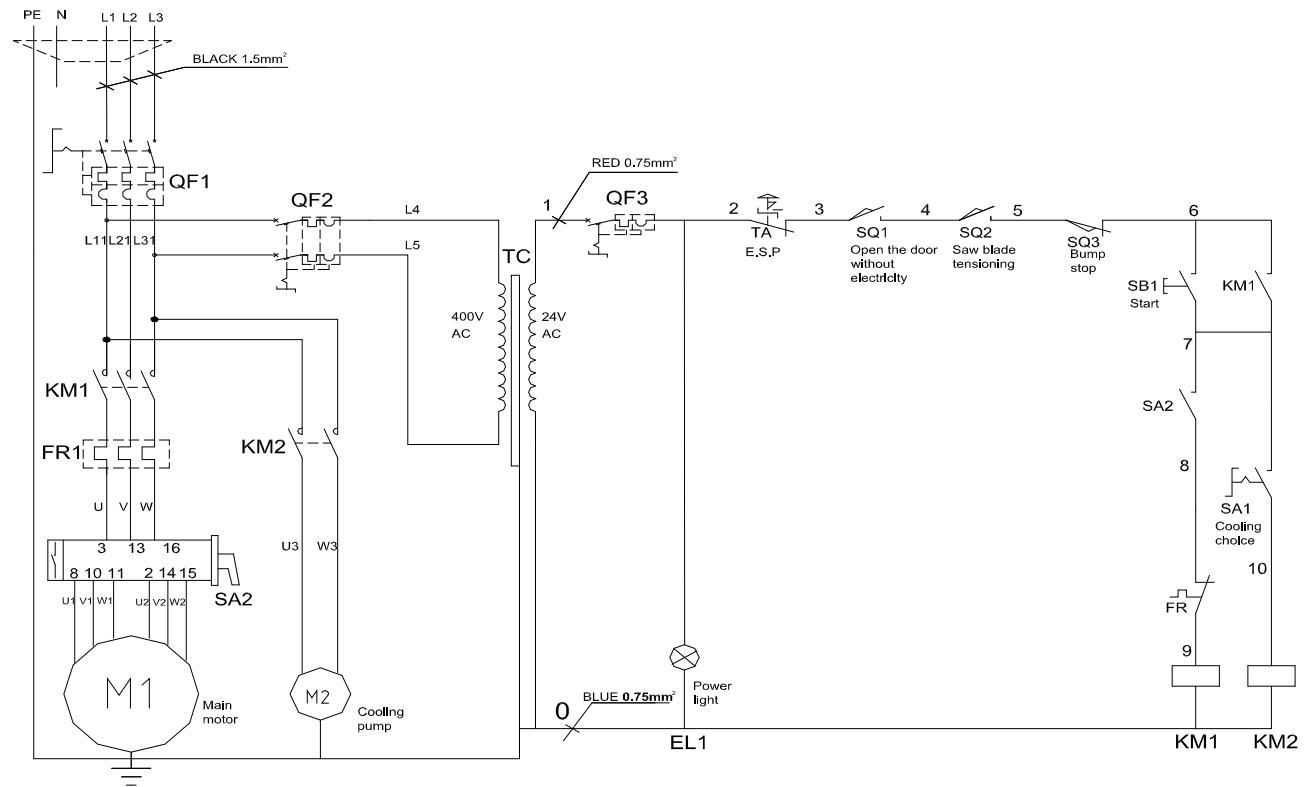 PE N L1 L2 L3
BLACK 1.5mm²
QF1
L11 L21 L31
QF2
L4
L5
TC
400V
AC
24V
AC
1
RED 0.75mm²
QF3
2
TA
E.S.P
3
SQ1
Open the door
without
electricity
4
SQ2
Saw blade
tensioning
5
SQ3
Bump
stop
6
SB1
Start
KM1
7
SA2
8
SA1
Cooling
choice
10
FR
9
KM1
KM2
KM1
FR1
U V W
3 13 16
8 10 11 2 14 15
SA2
U1 V1 W1 U2 V2 W2
M1
Main
motor
KM2
U3 W3
M2
Cooling
pump
0
BLUE 0.75mm²
Power
light
EL1